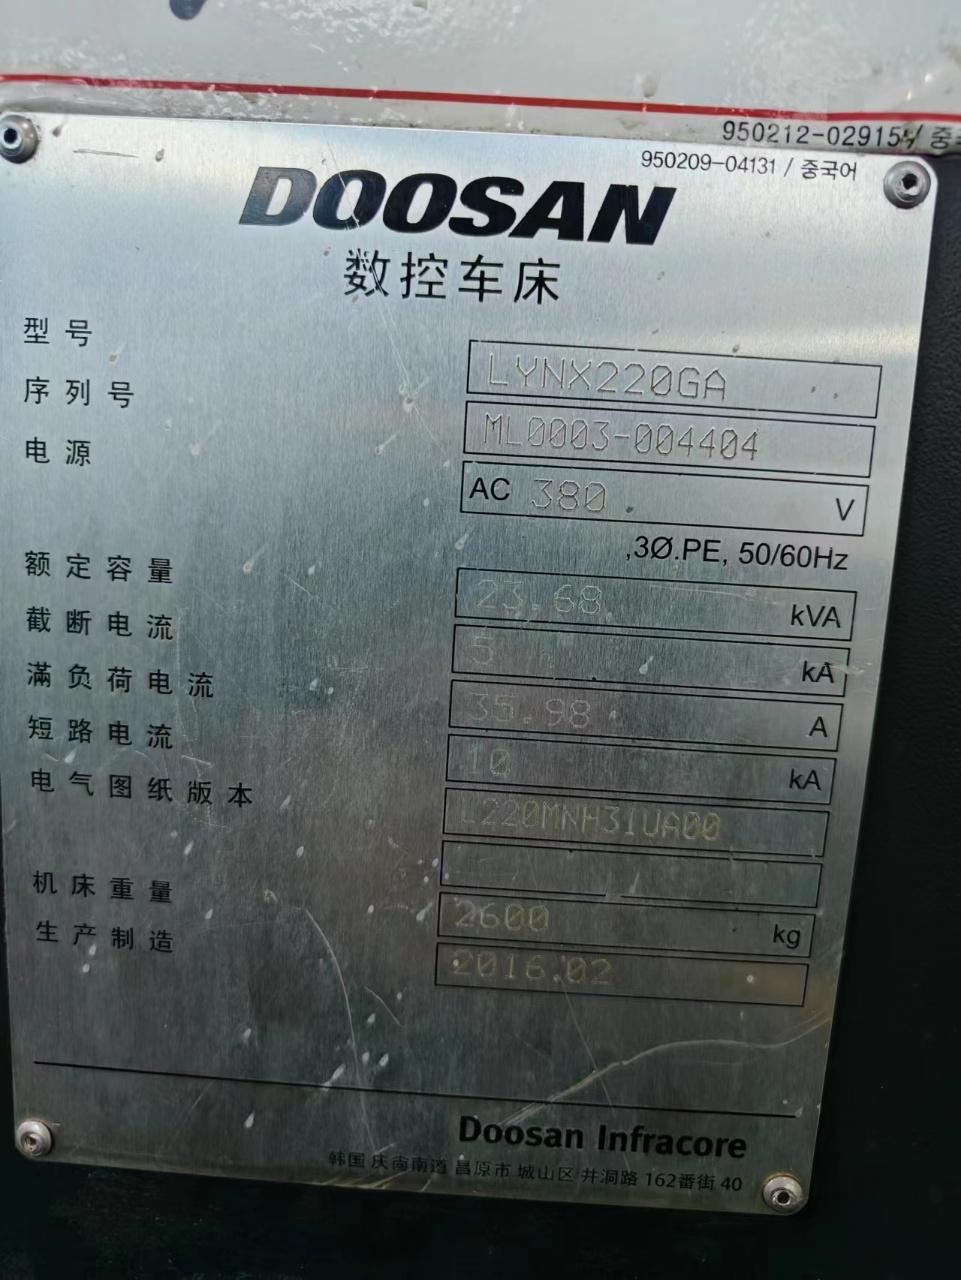 950212-02915A / 중국
950209-04131 / 중국어
DOOSAN
数控车床
型号 LYNX220GA
序列号 ML0003-004404
电源 AC 380 V
,3Ø.PE, 50/60Hz
额定容量 23.68 kVA
截断电流 5 kA
滿负荷电流 35.98 A
短路电流 10 kA
电气图纸版本 L220MNH31UA00
机床重量 2600 kg
生产制造 2016.02
Doosan Infracore
韩国 庆尚南道 昌原市 城山区 井洞路 162番街 40